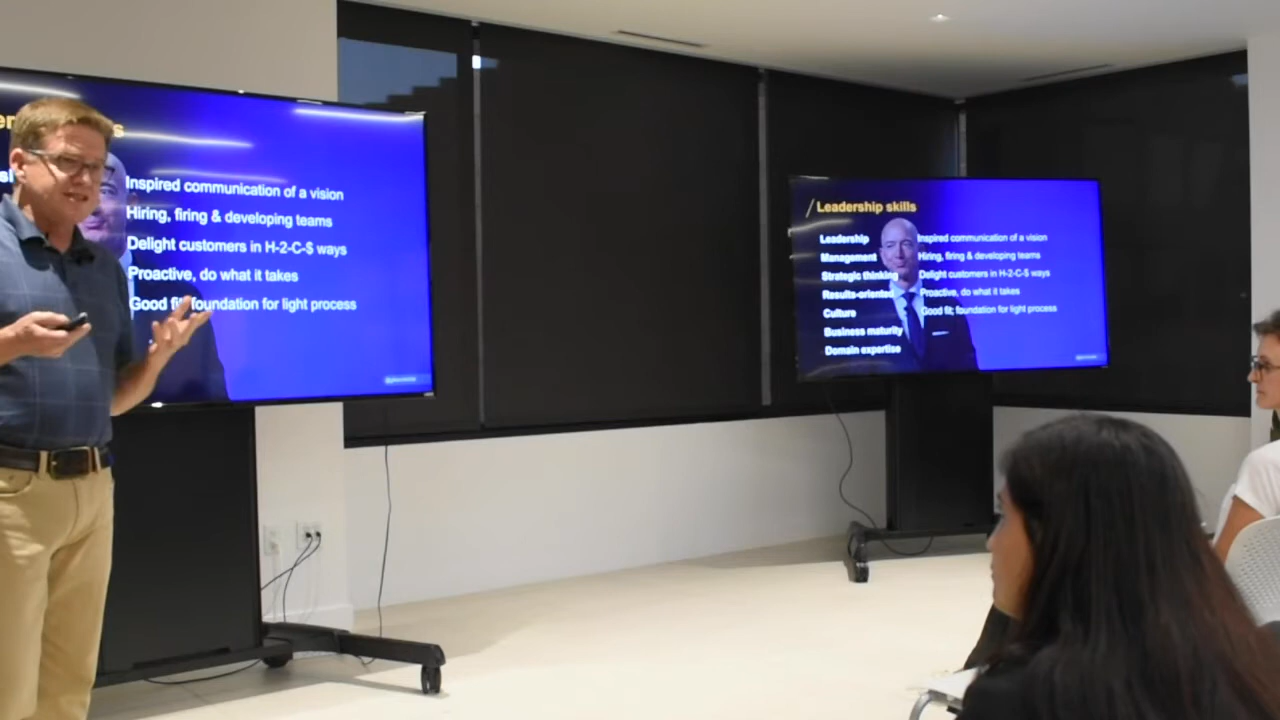 Inspired communication of a vision
Hiring, firing & developing teams
Delight customers in H-2-C-$ ways
Proactive, do what it takes
Good fit; foundation for light process
/ Leadership skills
Leadership Inspired communication of a vision
Management Hiring, firing & developing teams
Strategic thinking Delight customers in H-2-C-$ ways
Results-oriented Proactive, do what it takes
Culture Good fit; foundation for light process
Business maturity
Domain expertise